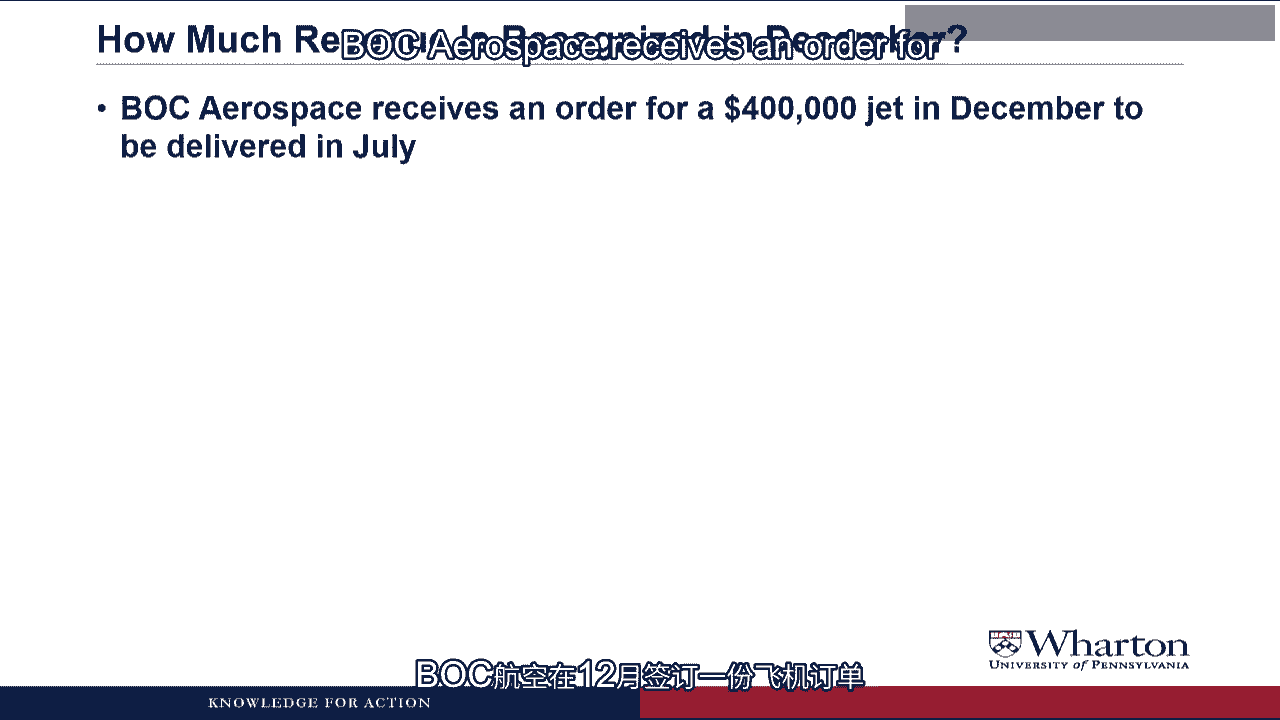 How Much Revenue Is Recognized in December?
BOC Aerospace receives an order for
• BOC Aerospace receives an order for a $400,000 jet in December to
be delivered in July
Wharton
UNIVERSITY of PENNSYLVANIA
BOC航空在12月签订一份飞机订单
KNOWLEDGE FOR ACTION